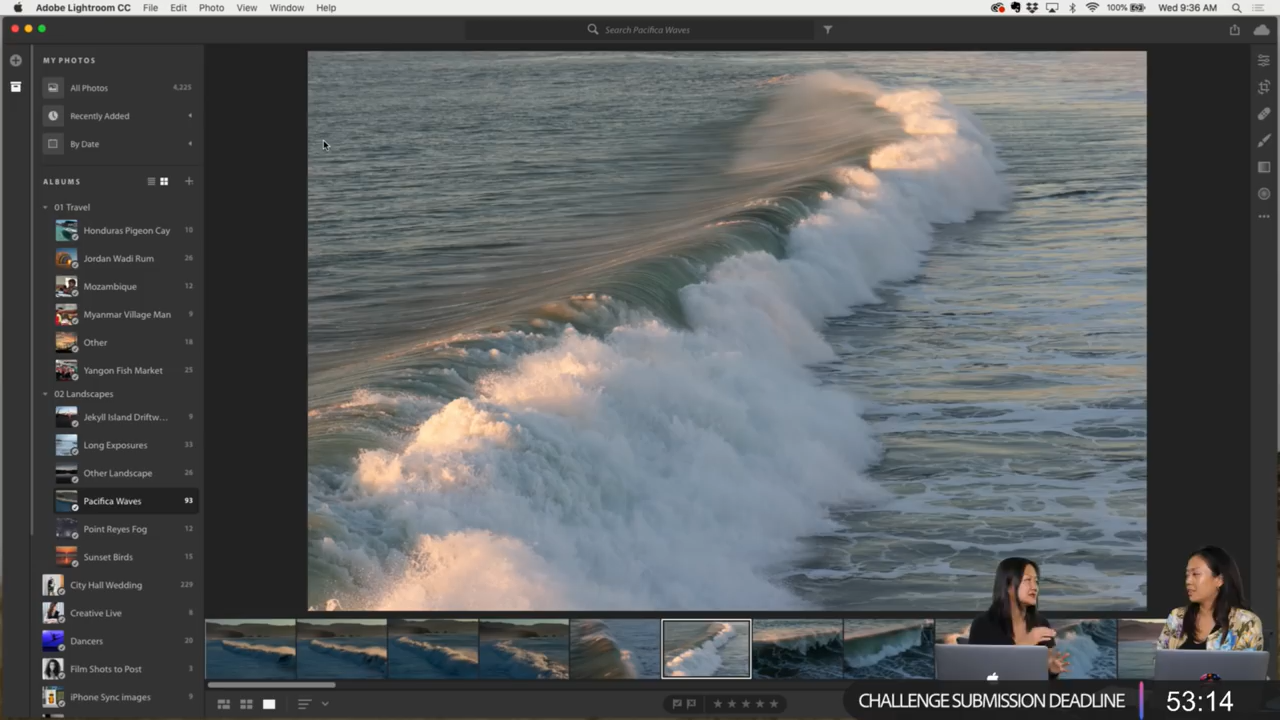 Adobe Lightroom CC File Edit Photo View Window Help 100% Wed 9:36 AM
Search Pacifica Waves
MY PHOTOS
All Photos 4,225
Recently Added
By Date
ALBUMS
01 Travel
Honduras Pigeon Cay 10
Jordan Wadi Rum 26
Mozambique 12
Myanmar Village Man 9
Other 18
Yangon Fish Market 25
02 Landscapes
Jekyll Island Driftw... 9
Long Exposures 33
Other Landscape 26
Pacifica Waves 93
Point Reyes Fog 12
Sunset Birds 15
City Hall Wedding 229
Creative Live 8
Dancers 20
Film Shots to Post 3
iPhone Sync images 9
CHALLENGE SUBMISSION DEADLINE 53:14